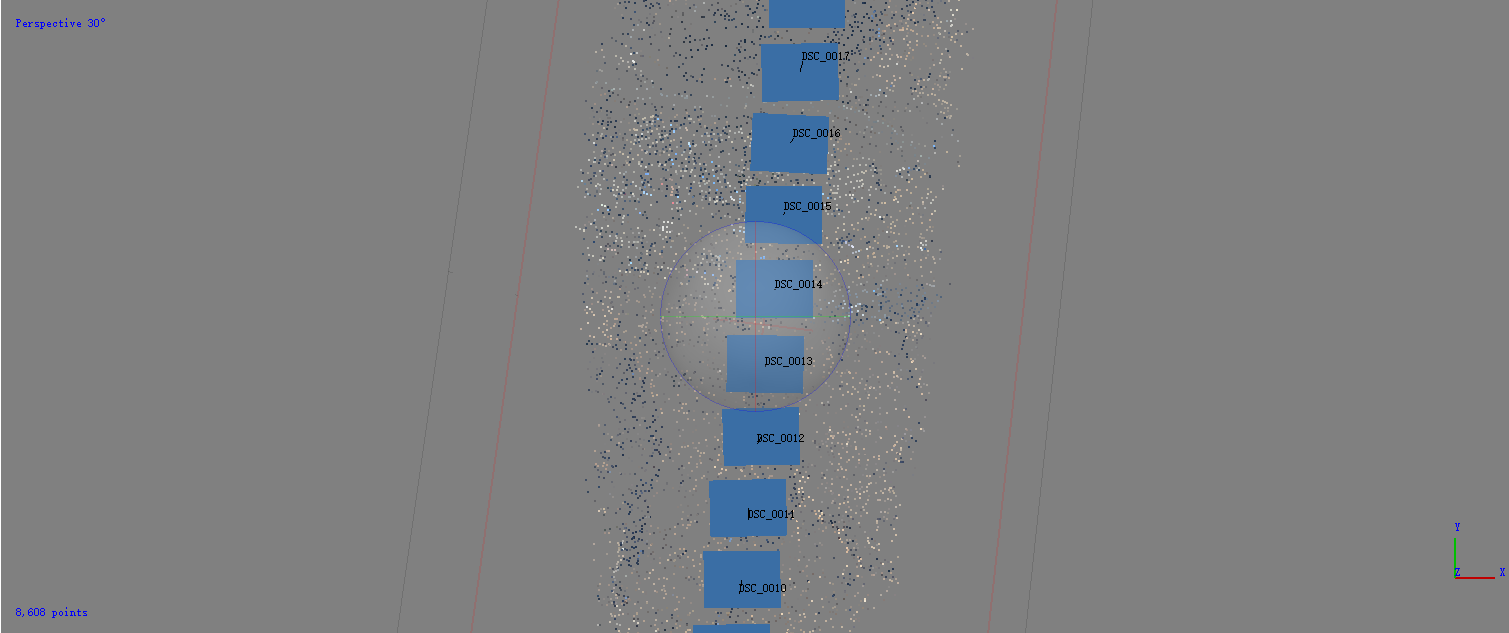 Perspective 30°
DSC_0017
DSC_0016
DSC_0015
DSC_0014
DSC_0013
DSC_0012
DSC_0011
DSC_0010
Y
Z X
8,608 points